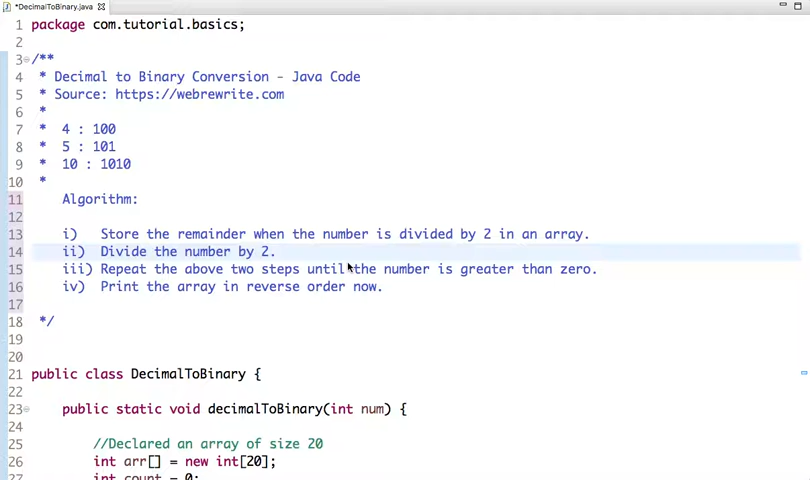 *DecimalToBinary.java
1 package com.tutorial.basics;
2
3 /**
4 * Decimal to Binary Conversion - Java Code
5 * Source: https://webrewrite.com
6 *
7 * 4 : 100
8 * 5 : 101
9 * 10 : 1010
10 *
11 Algorithm:
12
13 i) Store the remainder when the number is divided by 2 in an array.
14 ii) Divide the number by 2.
15 iii) Repeat the above two steps until the number is greater than zero.
16 iv) Print the array in reverse order now.
17
18 */
19
20
21 public class DecimalToBinary {
22
23 public static void decimalToBinary(int num) {
24
25 //Declared an array of size 20
26 int arr[] = new int[20];
27 int count = 0;